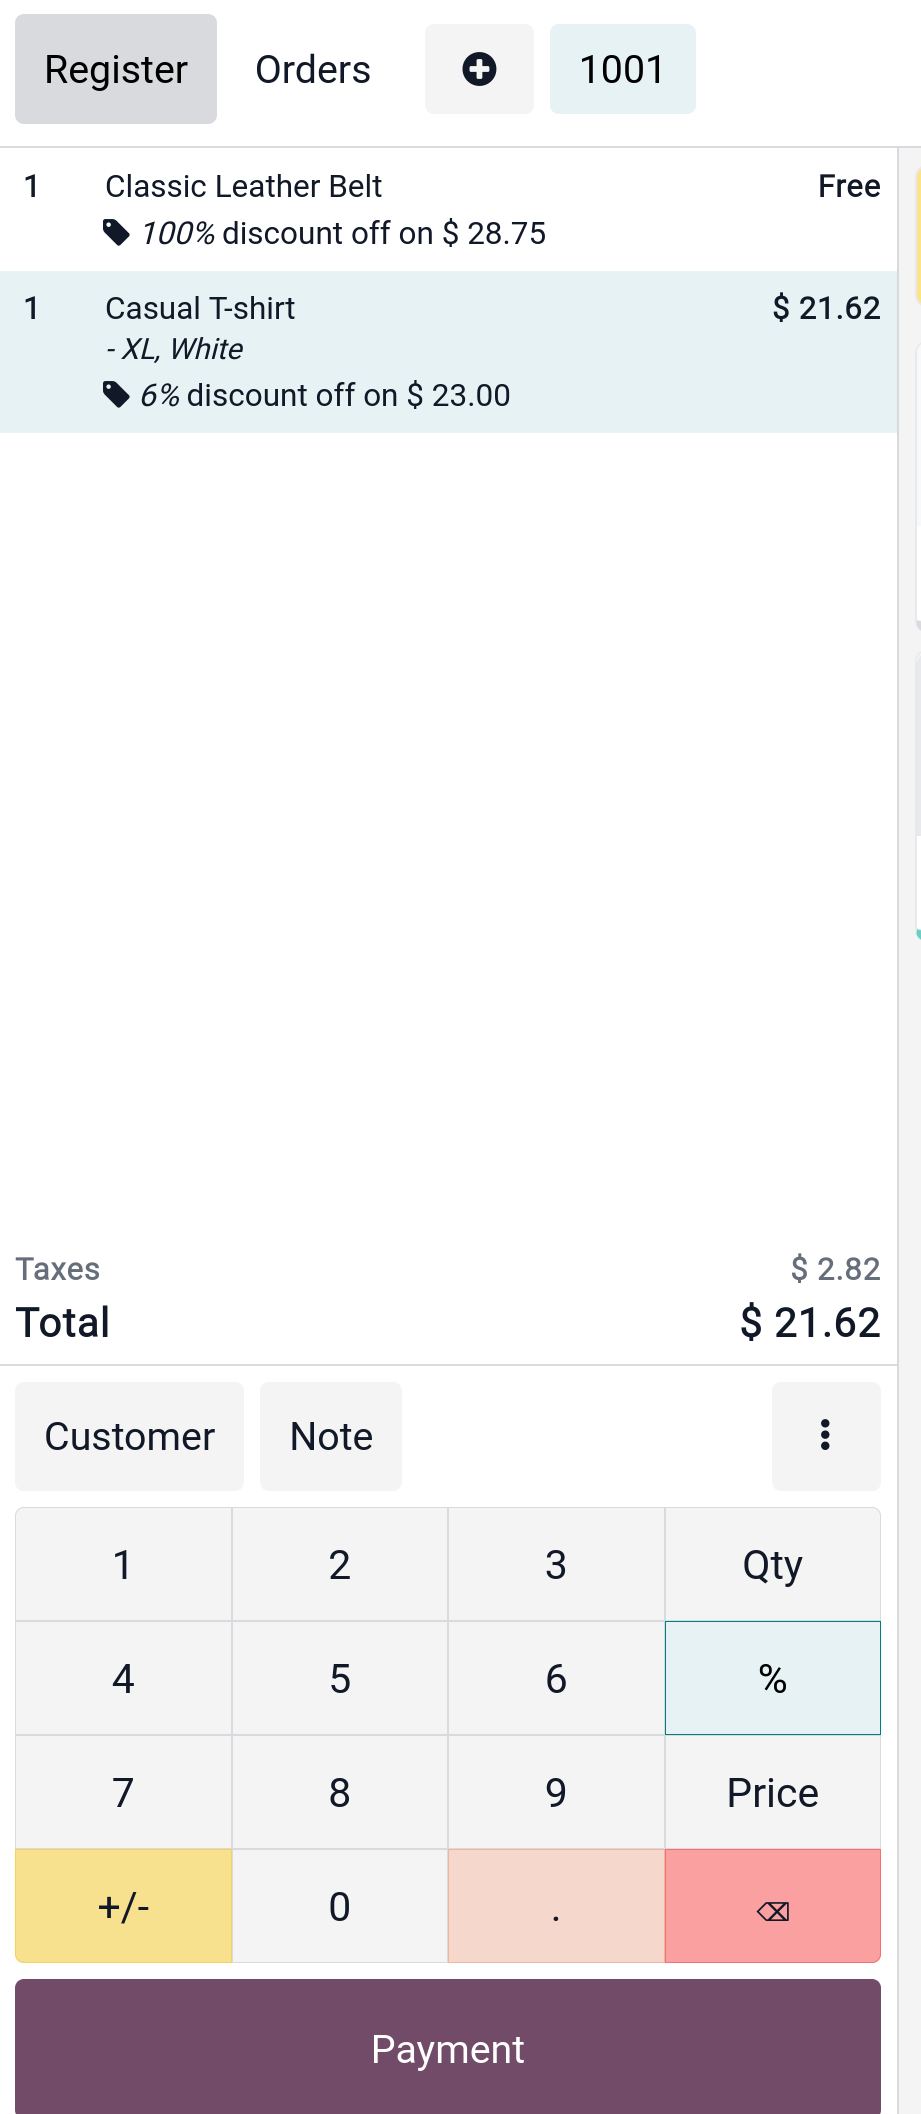 Register Orders 1001
1 Classic Leather Belt Free
100% discount off on $ 28.75
1 Casual T-shirt $ 21.62
- XL, White
6% discount off on $ 23.00
Taxes $ 2.82
Total $ 21.62
Customer Note
1 2 3 Qty
4 5 6 %
7 8 9 Price
+/- 0 . ⌫
Payment